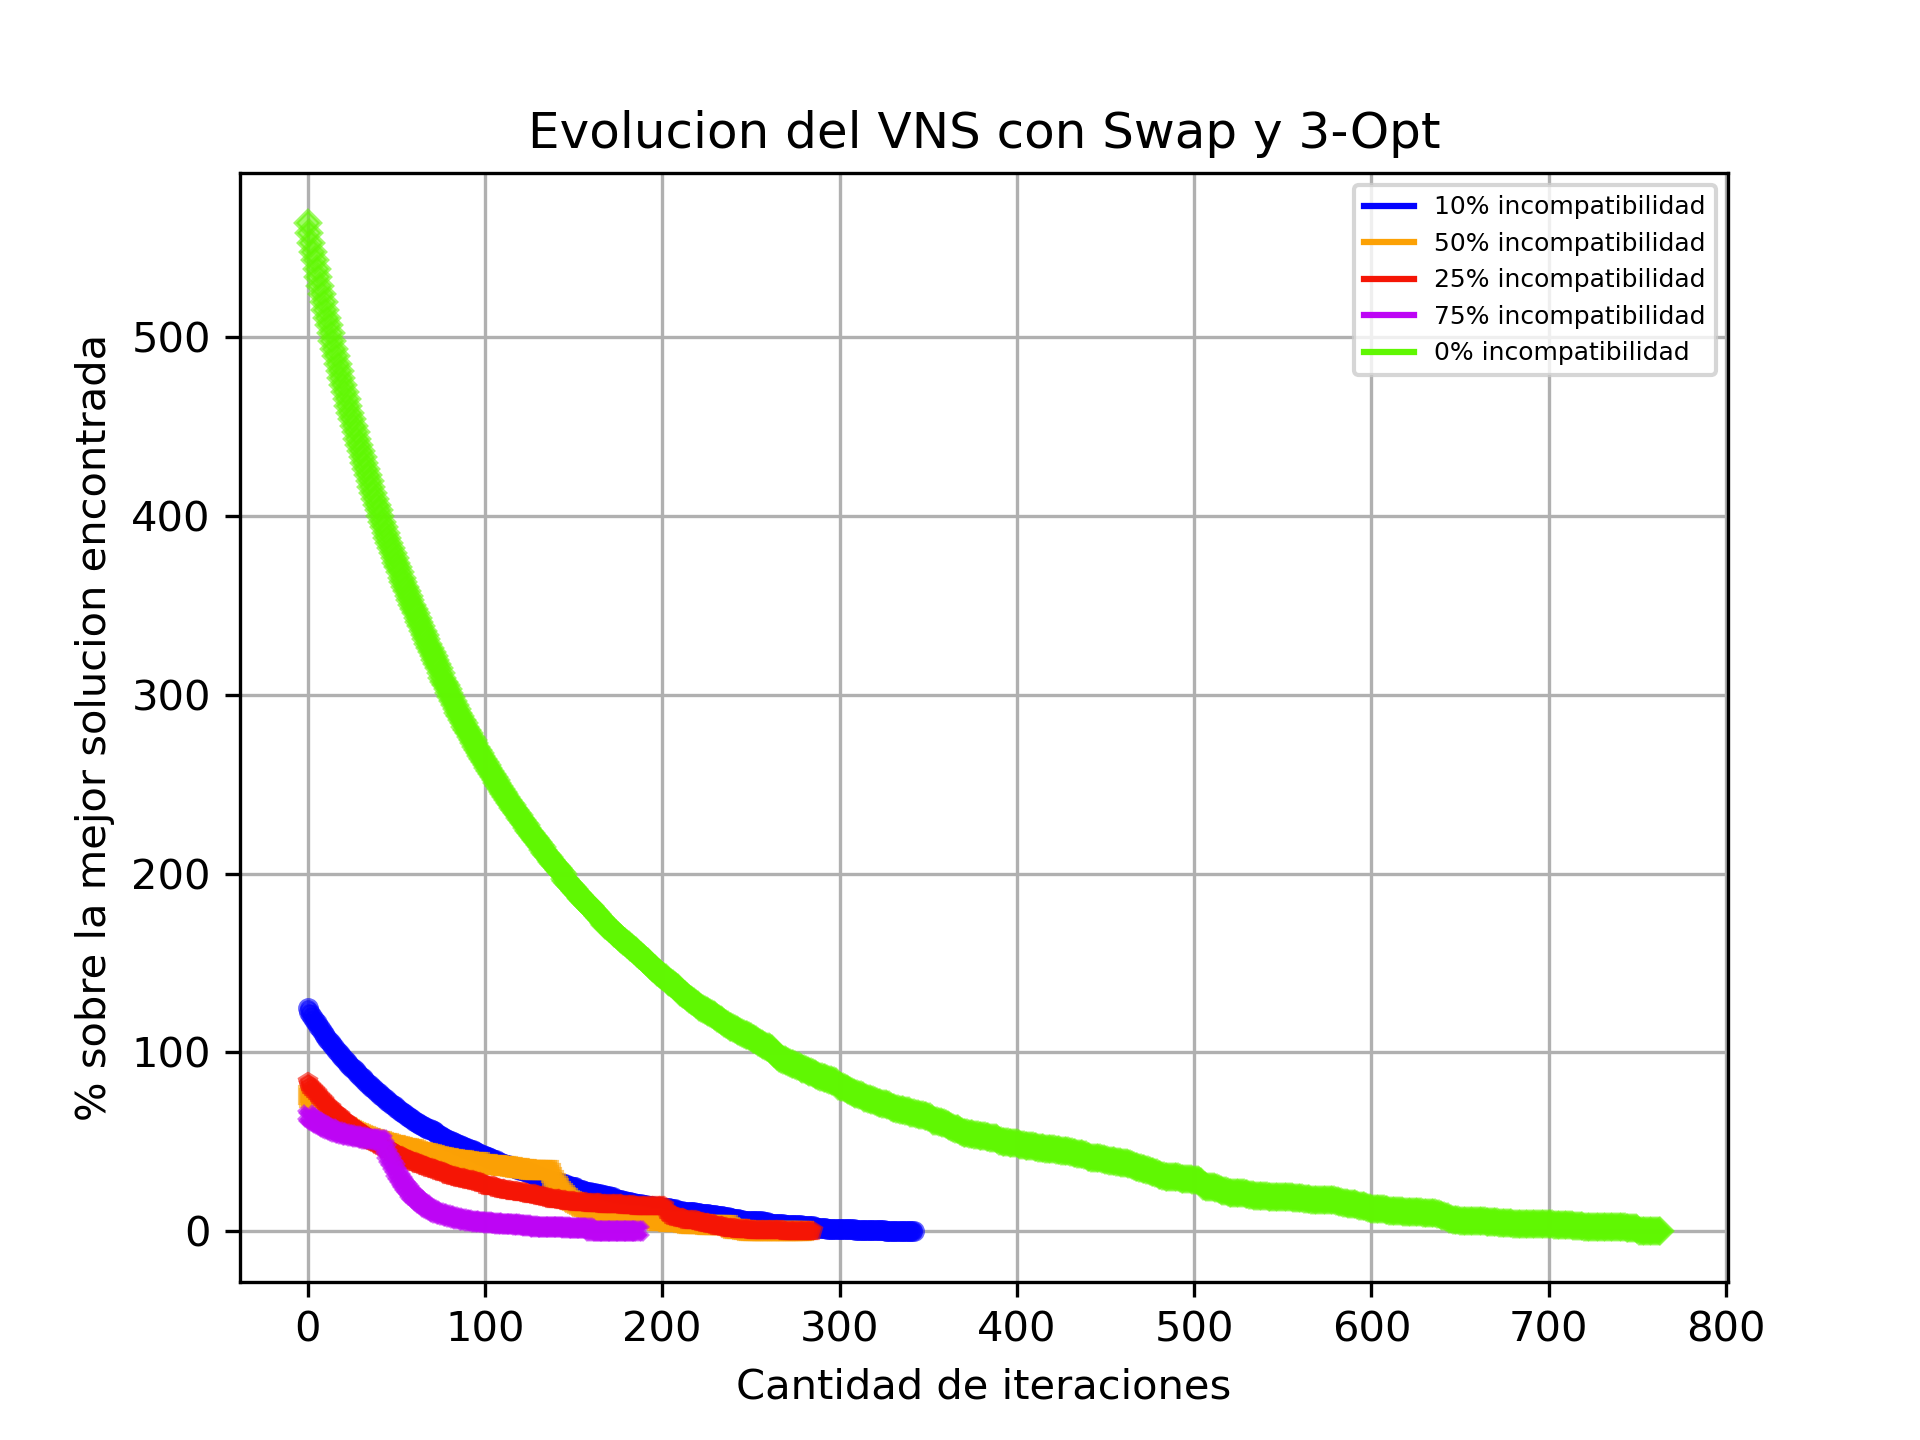 Evolucion del VNS con Swap y 3-Opt
10% incompatibilidad
50% incompatibilidad
25% incompatibilidad
75% incompatibilidad
0% incompatibilidad
% sobre la mejor solucion encontrada
500
400
300
200
100
0
0 100 200 300 400 500 600 700 800
Cantidad de iteraciones